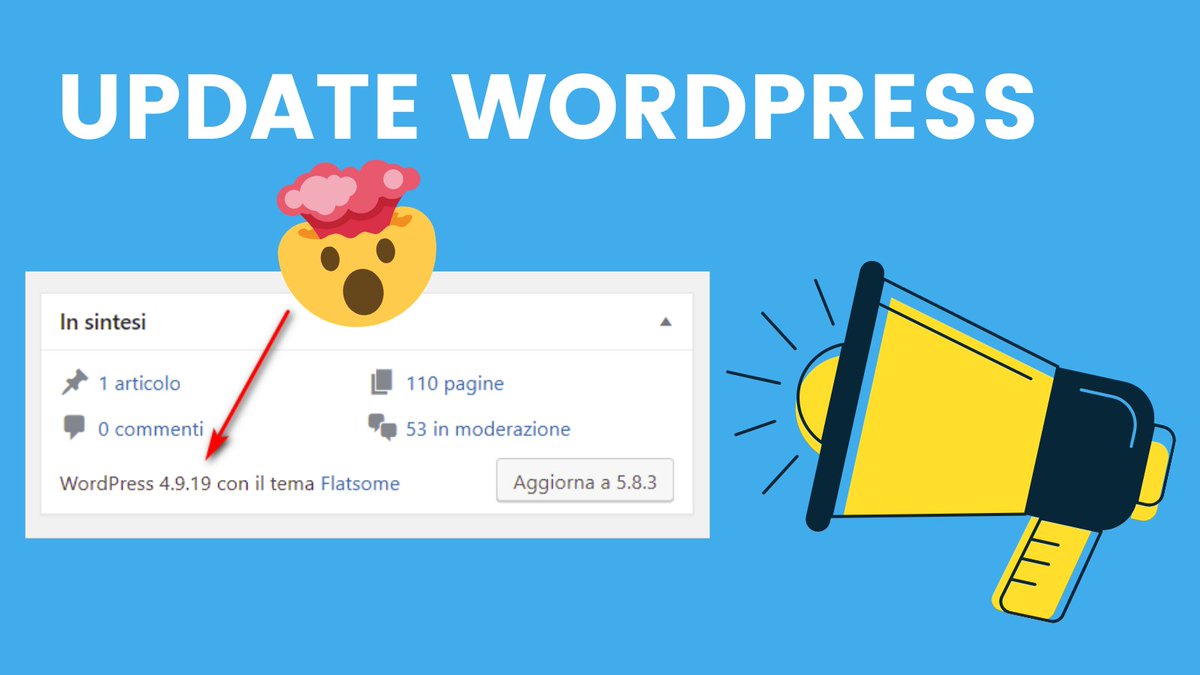 UPDATE WORDPRESS
In sintesi
1 articolo
110 pagine
0 commenti
53 in moderazione
WordPress 4.9.19 con il tema Flatsome
Aggiorna a 5.8.3